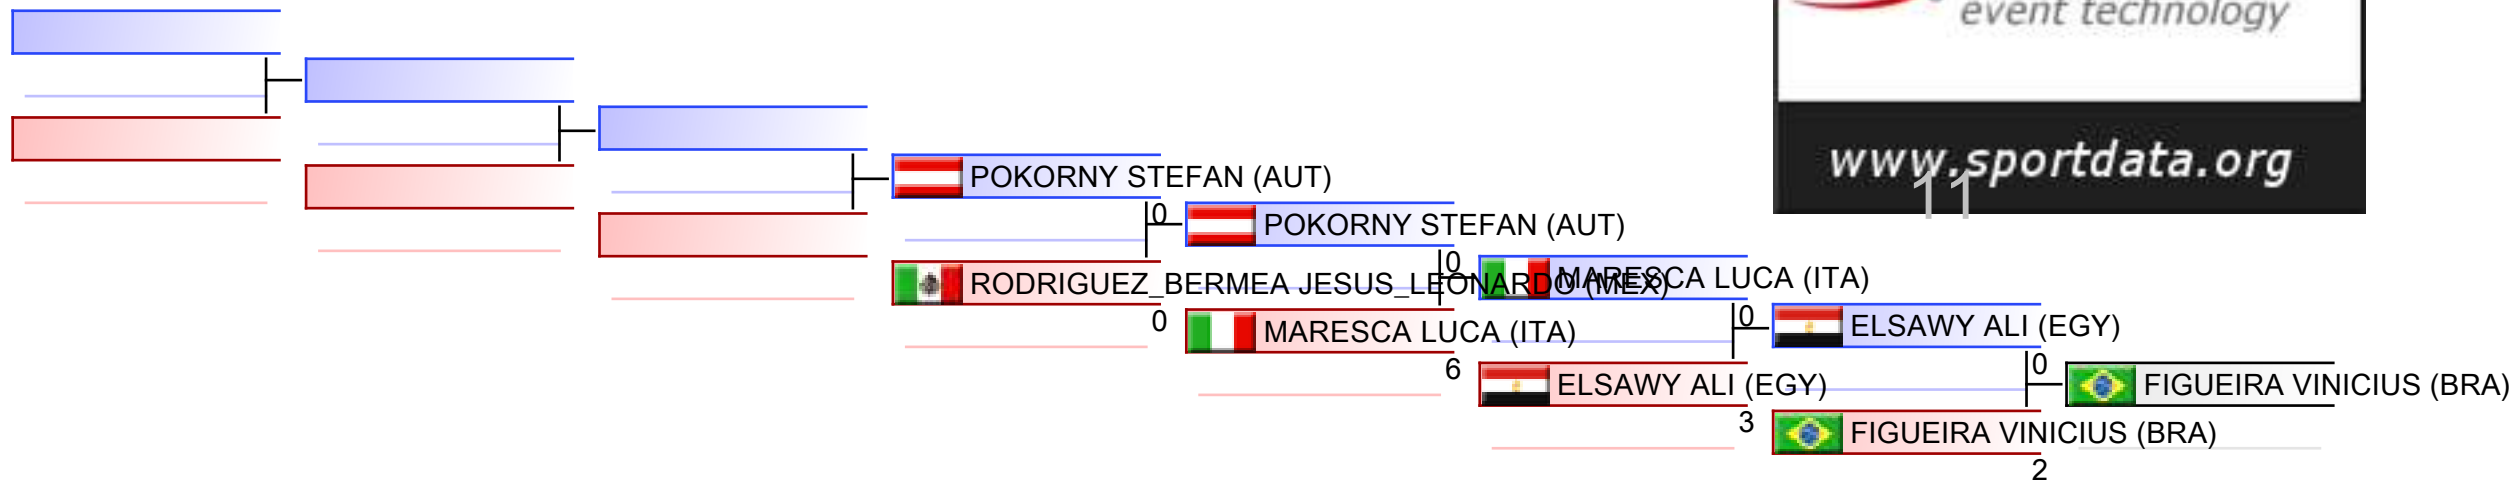 event technology
www.sportdata.org
11
POKORNY STEFAN (AUT)
0
POKORNY STEFAN (AUT)
0
RODRIGUEZ_BERMEA JESUS_LEONARDO (MEX)
0
MARESCA LUCA (ITA)
0
MARESCA LUCA (ITA)
6
ELSAWY ALI (EGY)
0
ELSAWY ALI (EGY)
3
FIGUEIRA VINICIUS (BRA)
FIGUEIRA VINICIUS (BRA)
2